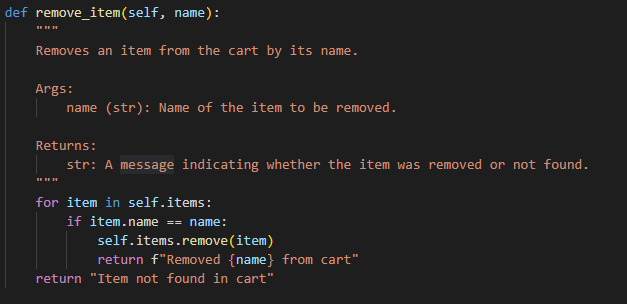 def remove_item(self, name):
    """
    Removes an item from the cart by its name.

    Args:
        name (str): Name of the item to be removed.

    Returns:
        str: A message indicating whether the item was removed or not found.
    """
    for item in self.items:
        if item.name == name:
            self.items.remove(item)
            return f"Removed {name} from cart"
    return "Item not found in cart"